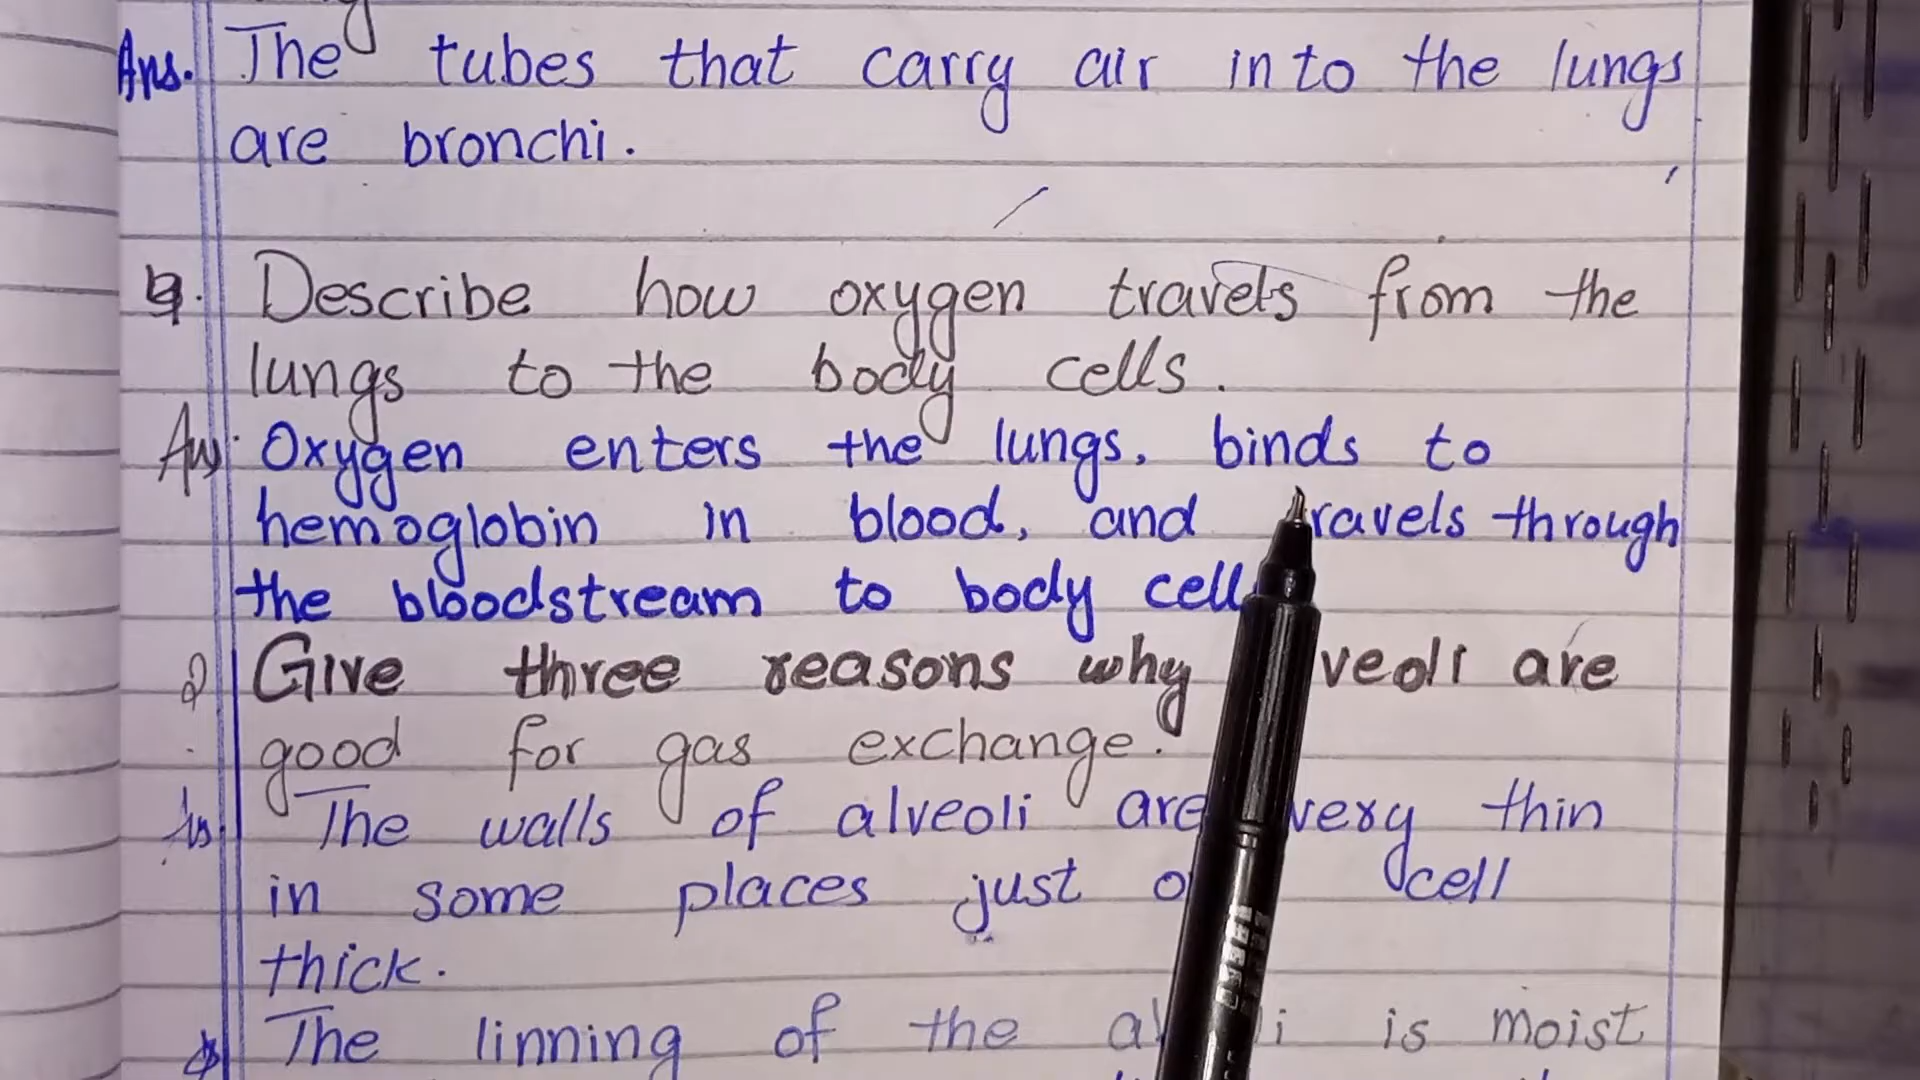 Ans. The tubes that carry air into the lungs
are bronchi.
Q. Describe how oxygen travels from the
lungs to the body cells.
Ans. Oxygen enters the lungs, binds to
hemoglobin in blood, and travels through
the bloodstream to body cells
Q Give three reasons why alveoli are
good for gas exchange.
Ans The walls of alveoli are very thin
in some places just cell
thick.
The linning of the is moist